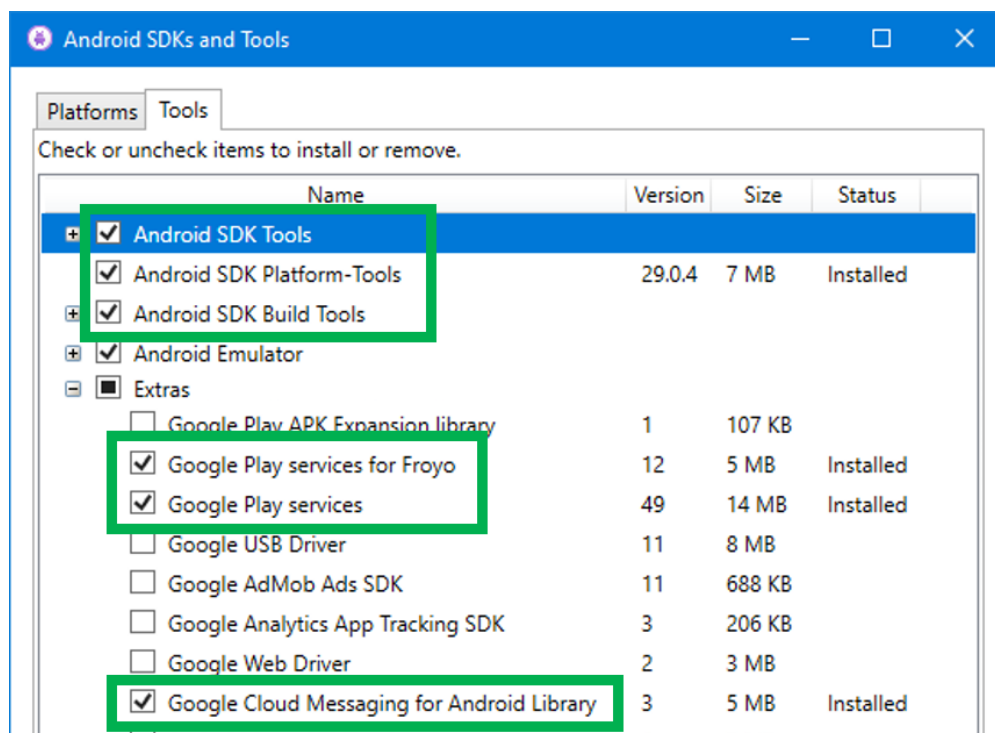 Android SDKs and Tools
Platforms Tools
Check or uncheck items to install or remove.
Name Version Size Status
Android SDK Tools
Android SDK Platform-Tools 29.0.4 7 MB Installed
Android SDK Build Tools
Android Emulator
Extras
Google Play APK Expansion library 1 107 KB
Google Play services for Froyo 12 5 MB Installed
Google Play services 49 14 MB Installed
Google USB Driver 11 8 MB
Google AdMob Ads SDK 11 688 KB
Google Analytics App Tracking SDK 3 206 KB
Google Web Driver 2 3 MB
Google Cloud Messaging for Android Library 3 5 MB Installed